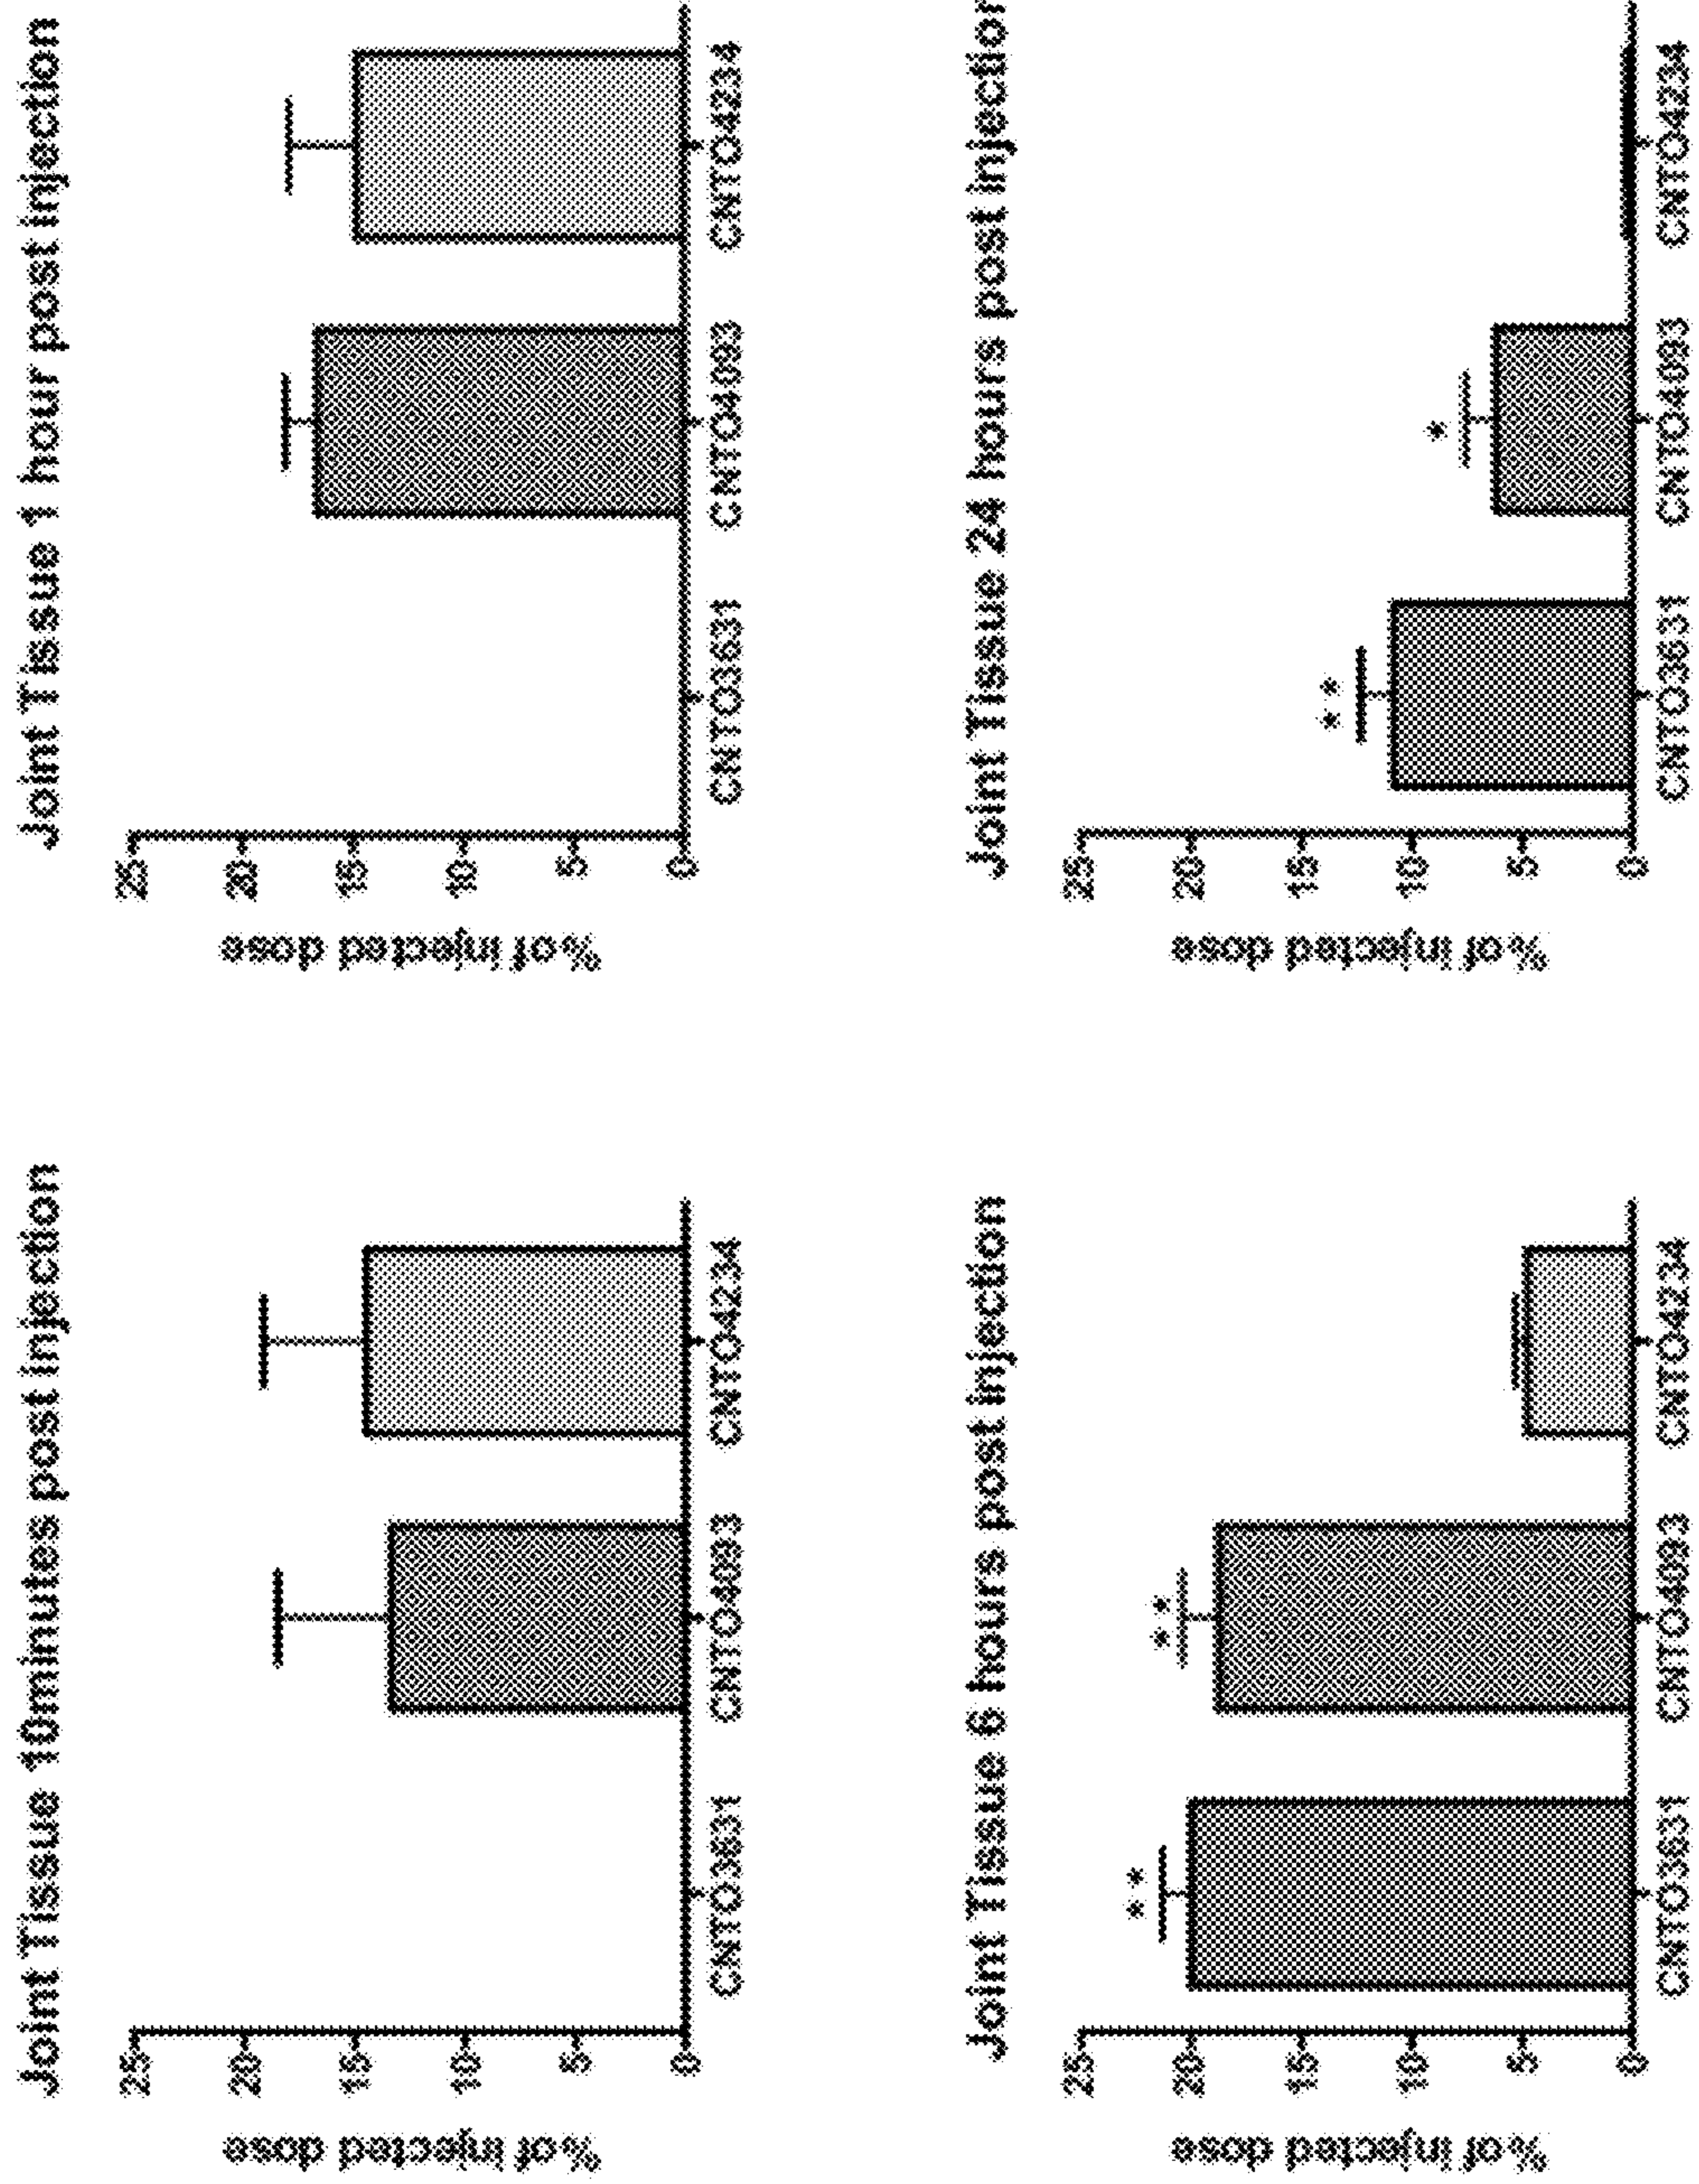 Joint Tissue 10minutes post injection
% of injected dose
25
20
15
10
5
0
CNTO3631 CNTO4093 CNTO4234
Joint Tissue 1 hour post injection
% of injected dose
25
20
15
10
5
0
CNTO3631 CNTO4093 CNTO4234
Joint Tissue 6 hours post injection
% of injected dose
25
20
15
10
5
0
* *
* *
CNTO3631 CNTO4093 CNTO4234
Joint Tissue 24 hours post injection
% of injected dose
25
20
15
10
5
0
* *
*
CNTO3631 CNTO4093 CNTO4234